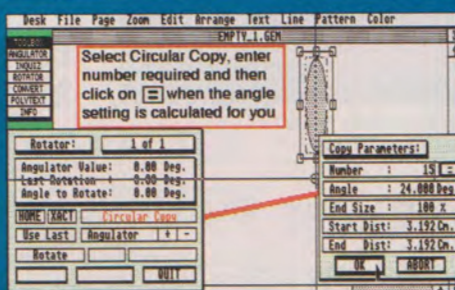 Desk File Page Zoom Edit Arrange Text Line Pattern Color
EMPTY_1.GEM
TOOLBOX
ANGULATOR
INQUIZ
ROTATOR
CONVERT
POLYTEXT
INFO
Select Circular Copy, enter
number required and then
click on = when the angle
setting is calculated for you
Rotator: 1 of 1
Angulator Value: 0.00 Deg.
Last Rotation : 0.00 Deg.
Angle to Rotate: 0.00 Deg.
HOME XACT Circular Copy
Use Last Angulator + -
Rotate
QUIT
Copy Parameters:
Number : 15 =
Angle : 24.000 Deg
End Size : 100 %
Start Dist: 3.192 Cm.
End Dist: 3.192 Cm.
OK ABORT